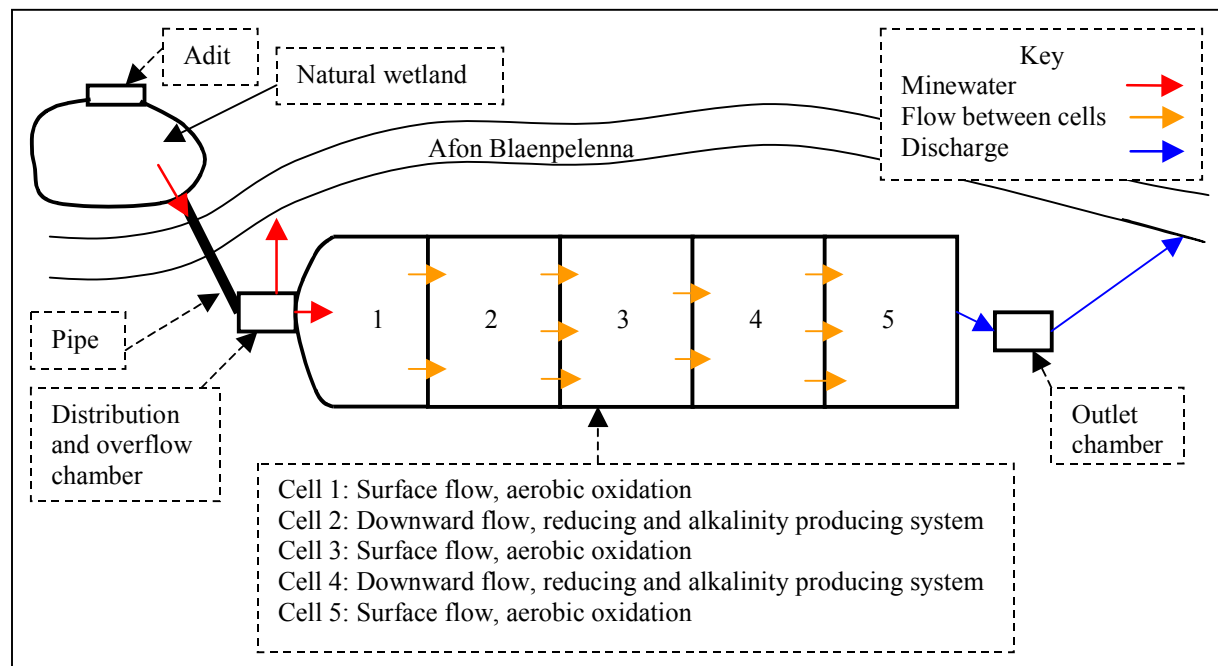 Adit
Natural wetland
Key
Minewater
Flow between cells
Discharge
Afon Blaenpelenna
Pipe
1
2
3
4
5
Distribution
and overflow
chamber
Outlet
chamber
Cell 1: Surface flow, aerobic oxidation
Cell 2: Downward flow, reducing and alkalinity producing system
Cell 3: Surface flow, aerobic oxidation
Cell 4: Downward flow, reducing and alkalinity producing system
Cell 5: Surface flow, aerobic oxidation